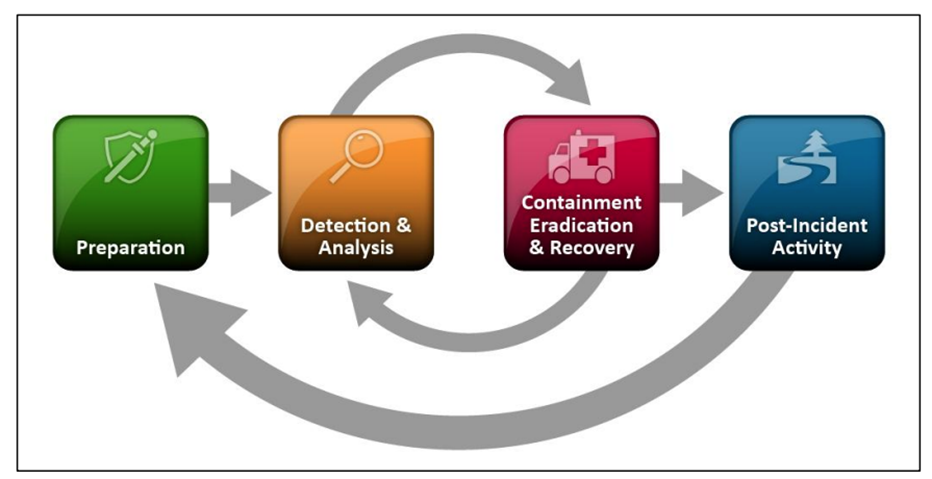 Preparation
Detection &
Analysis
Containment
Eradication
& Recovery
Post-Incident
Activity